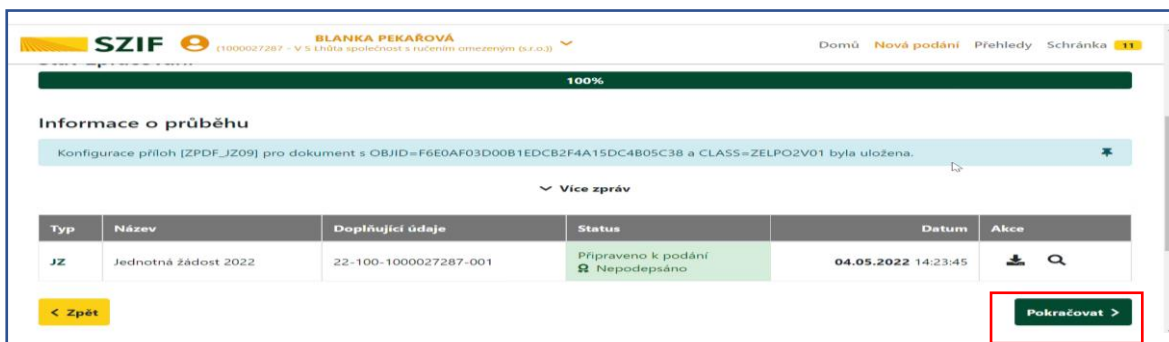 SZIF
BLANKA PEKAŘOVÁ
(1000027287 - V S Lhůta společnost s ručením omezeným (s.r.o.))
Domů Nová podání Přehledy Schránka 11
100%
Informace o průběhu
Konfigurace příloh [ZPDF_JZ09] pro dokument s OBJID=F6E0AF03D00B1EDCB2F4A15DC4B05C38 a CLASS=ZELPO2V01 byla uložena.
Více zpráv
Typ Název Doplňující údaje Status Datum Akce
JZ Jednotná žádost 2022 22-100-1000027287-001 Připraveno k podání 04.05.2022 14:23:45
Nepodepsáno
< Zpět
Pokračovat >